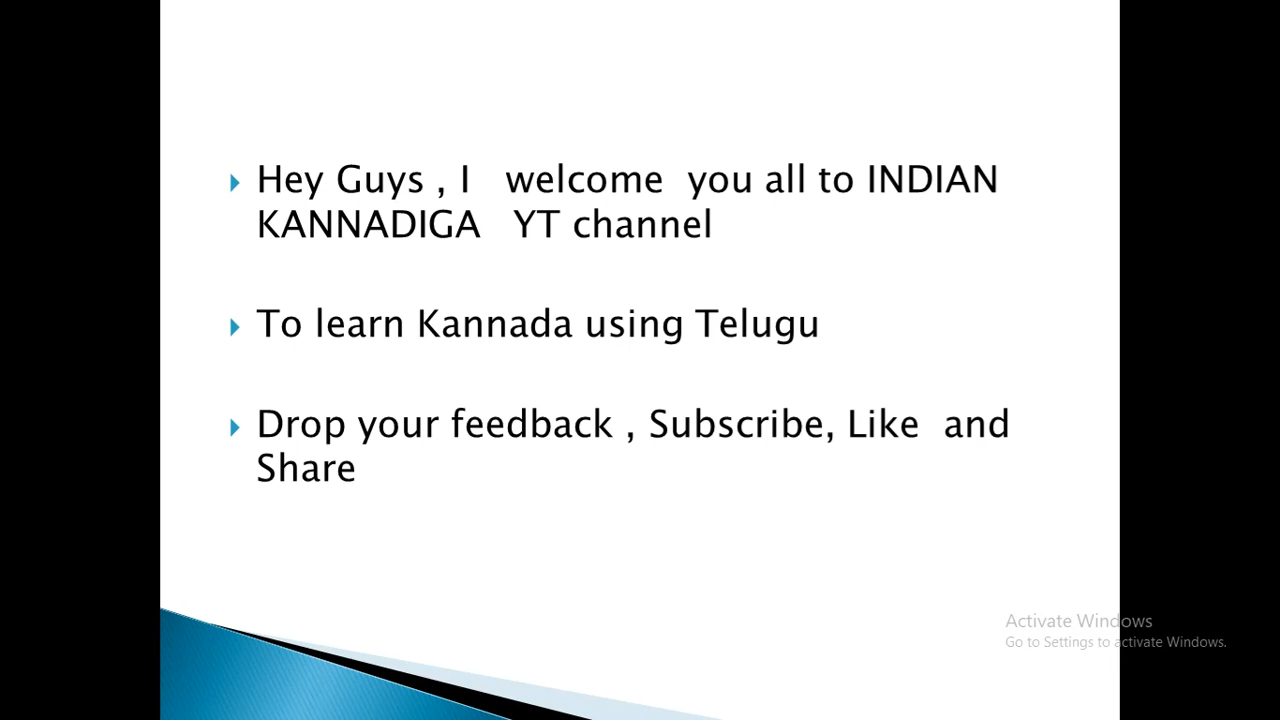 Hey Guys , I welcome you all to INDIAN
KANNADIGA YT channel
To learn Kannada using Telugu
Drop your feedback , Subscribe, Like and
Share
Activate Windows
Go to Settings to activate Windows.